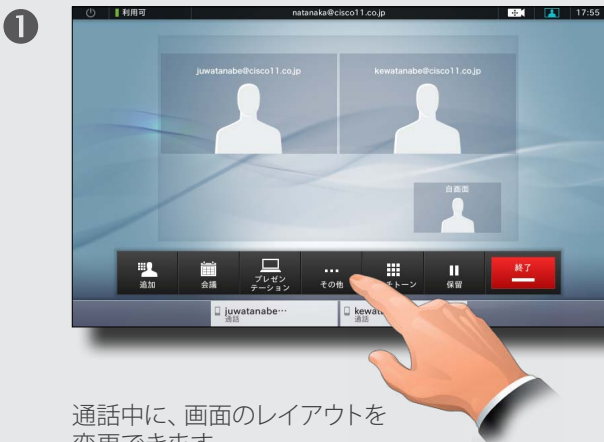 1
利用可 natanaka@cisco11.co.jp 17:55
juwatanabe@cisco11.co.jp kewatanabe@cisco11.co.jp
自画面
追加 会議 プレゼン
テーション その他 トーン 保留 終了
juwatanabe…
通話
通話
通話中に、画面のレイアウトを
変更できます